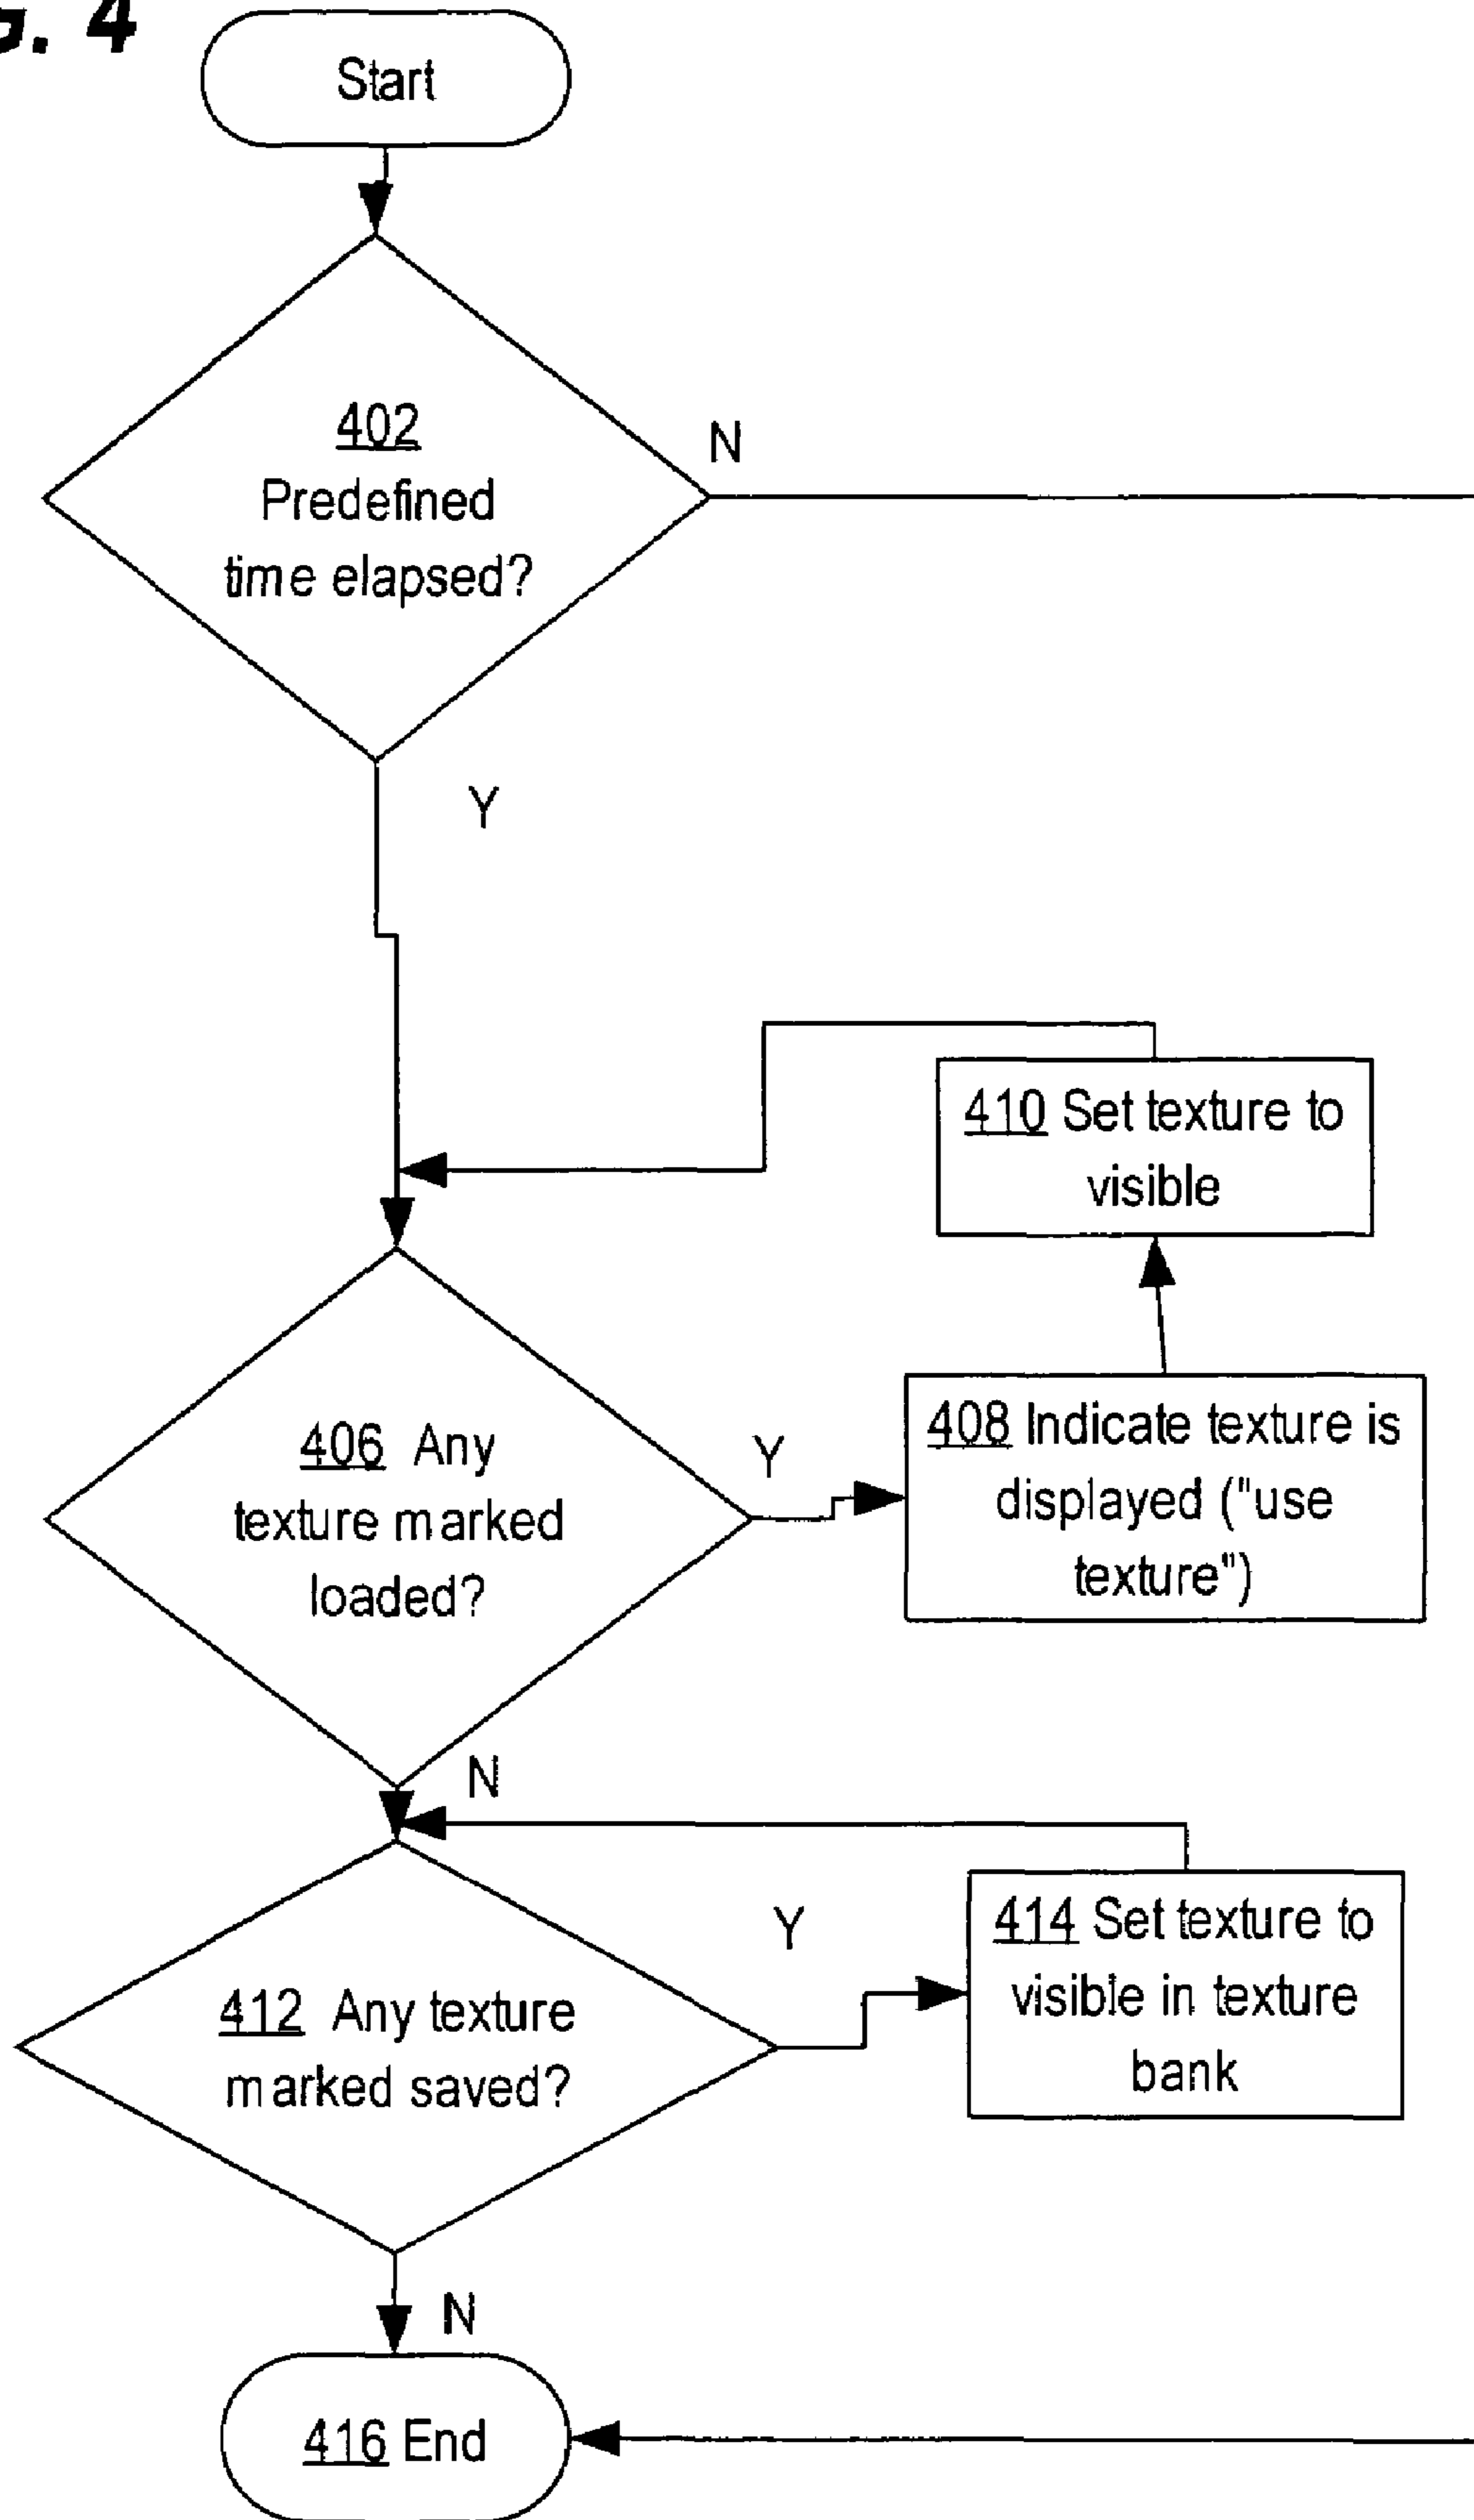 . 4
Start
402
Predefined
time elapsed?
N
Y
410 Set texture to
visible
406 Any
texture marked
loaded?
Y
408 Indicate texture is
displayed ("use
texture")
N
412 Any texture
marked saved?
Y
414 Set texture to
visible in texture
bank
N
416 End